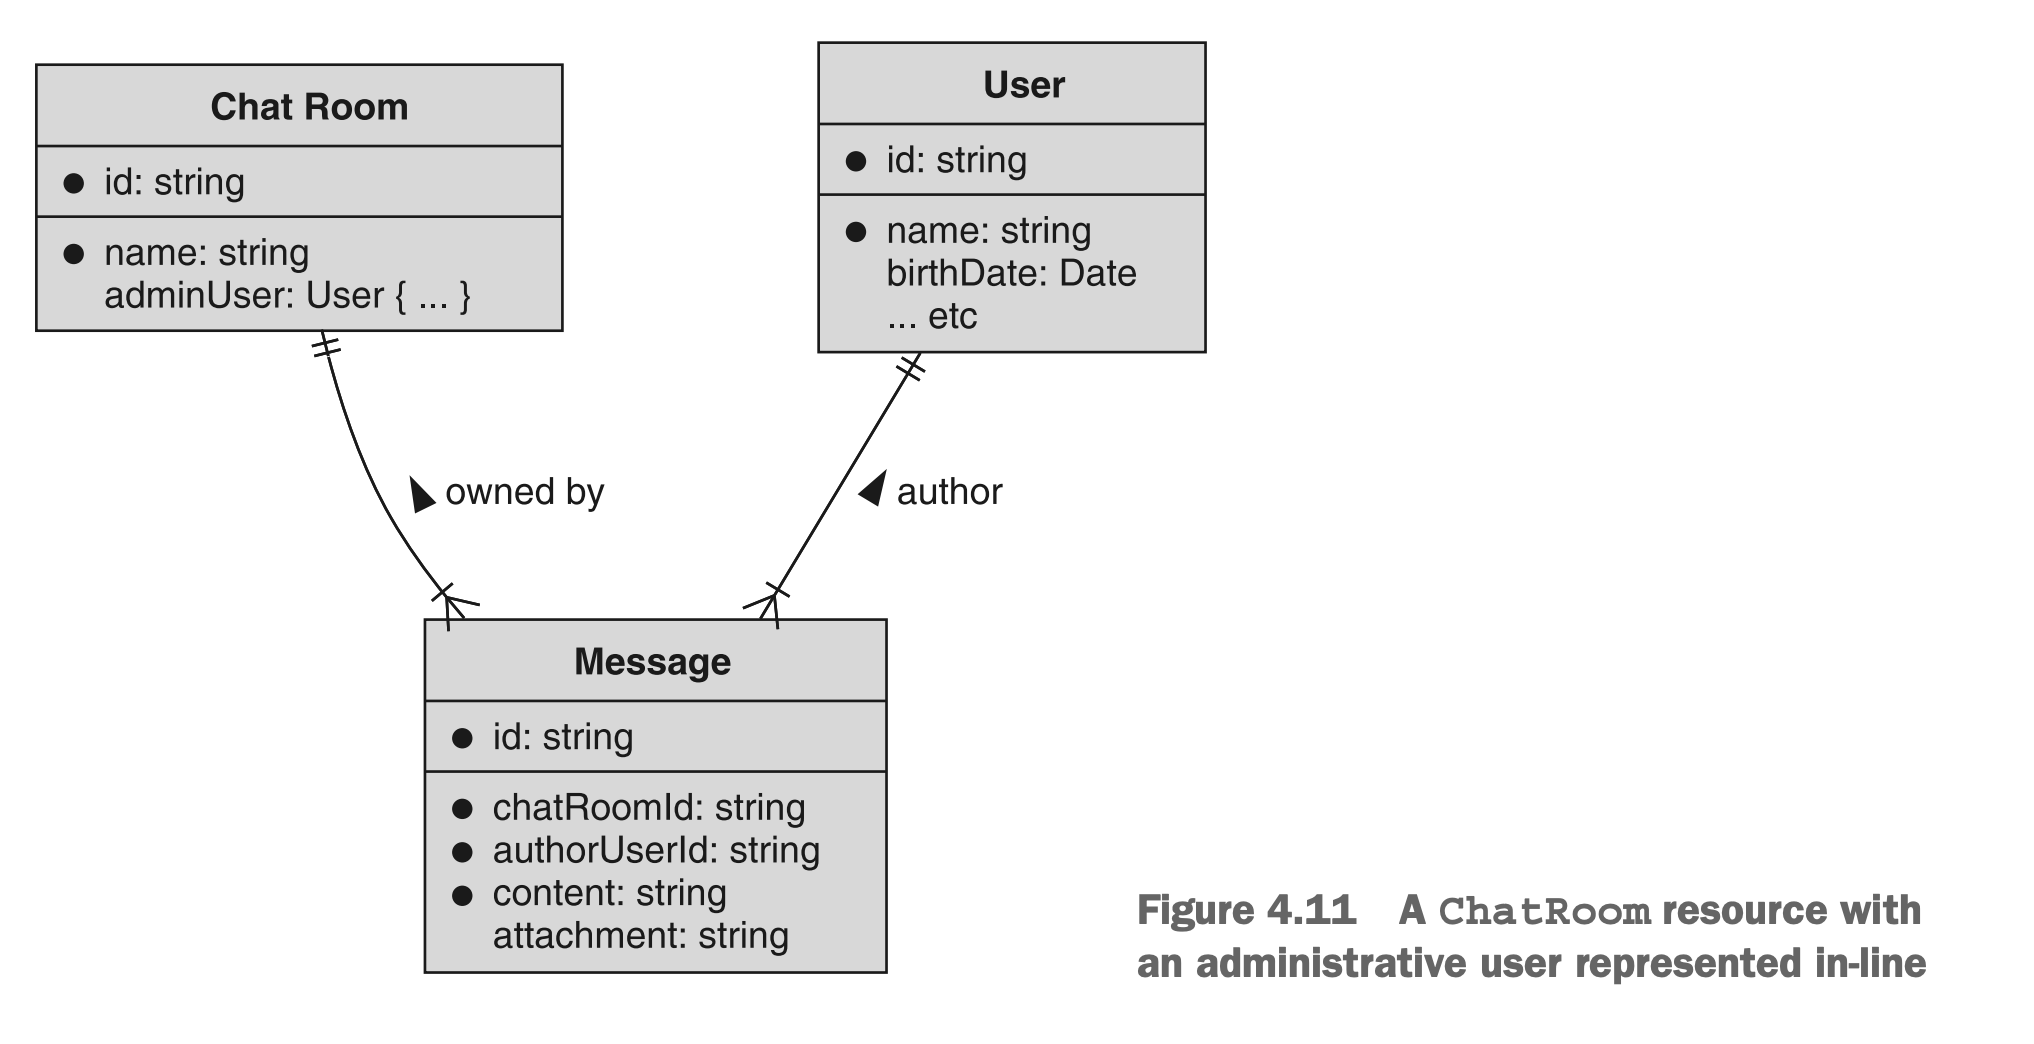 Chat Room
● id: string
● name: string
adminUser: User { ... }
User
● id: string
● name: string
birthDate: Date
... etc
owned by
author
Message
● id: string
● chatRoomId: string
● authorUserId: string
● content: string
attachment: string
Figure 4.11 A ChatRoom resource with
an administrative user represented in-line